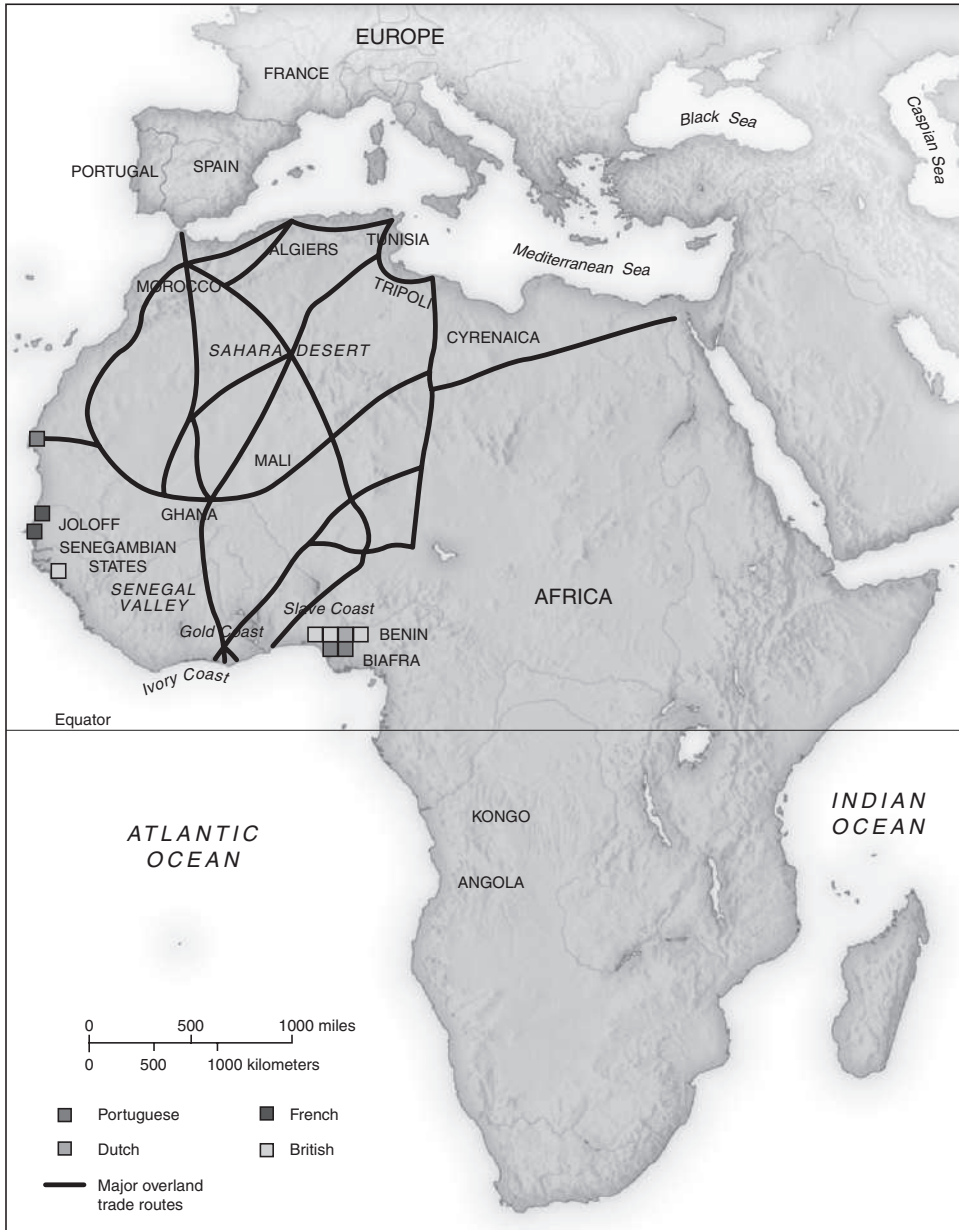 EUROPE
FRANCE
Black Sea
Caspian Sea
PORTUGAL
SPAIN
ALGIERS
TUNISIA
Mediterranean Sea
MOROCCO
TRIPOLI
CYRENAICA
SAHARA DESERT
MALI
GHANA
JOLOFF
SENEGAMBIAN
STATES
SENEGAL
VALLEY
AFRICA
Slave Coast
Gold Coast
BENIN
BIAFRA
Ivory Coast
Equator
KONGO
ATLANTIC
OCEAN
INDIAN
OCEAN
ANGOLA
0 500 1000 miles
0 500 1000 kilometers
Portuguese
French
Dutch
British
Major overland
trade routes